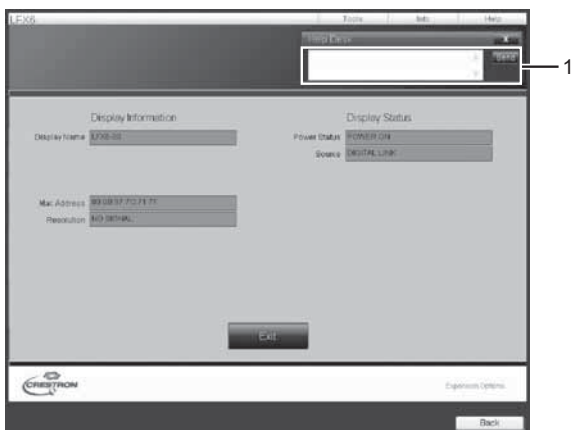 LFX6
Tools Info Help
Help Desk X
Send
1
Display Information
Display Status
Display Name
Power Status POWER ON
Source DIGITAL LINK
Mac Address
Resolution NO SIGNAL
Exit
CRESTRON
Expansion Options
Back